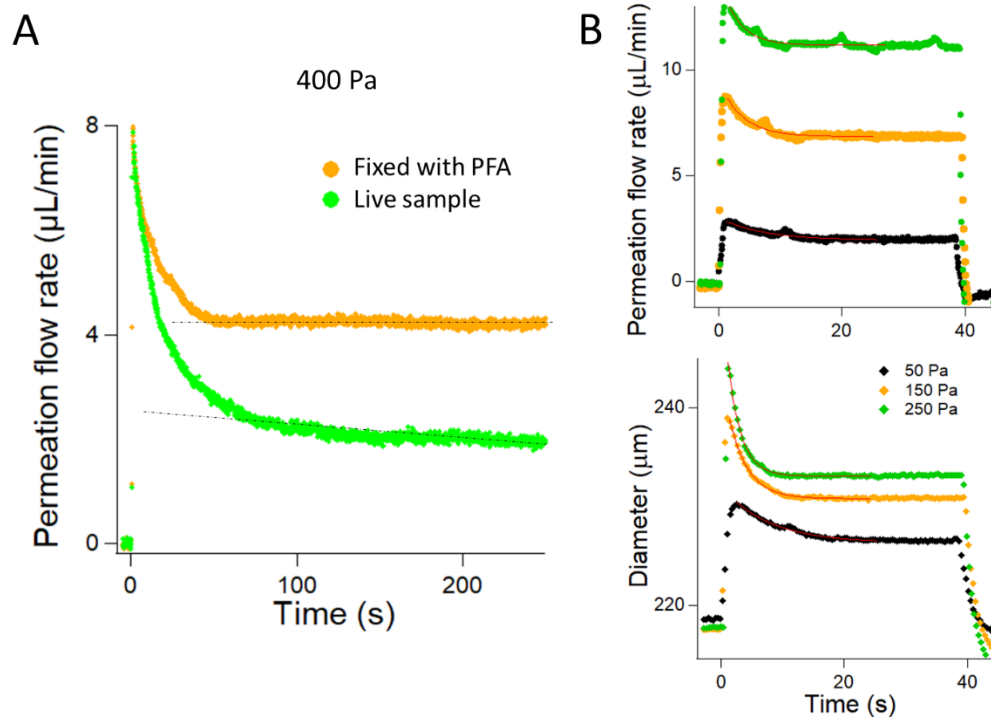 A
400 Pa
Permeation flow rate (µL/min)
8
4
0
Fixed with PFA
Live sample
0 100 200
Time (s)
B
Permeation flow rate (µL/min)
10
5
0
0 20 40
Diameter (µm)
240
220
50 Pa
150 Pa
250 Pa
0 20 40
Time (s)